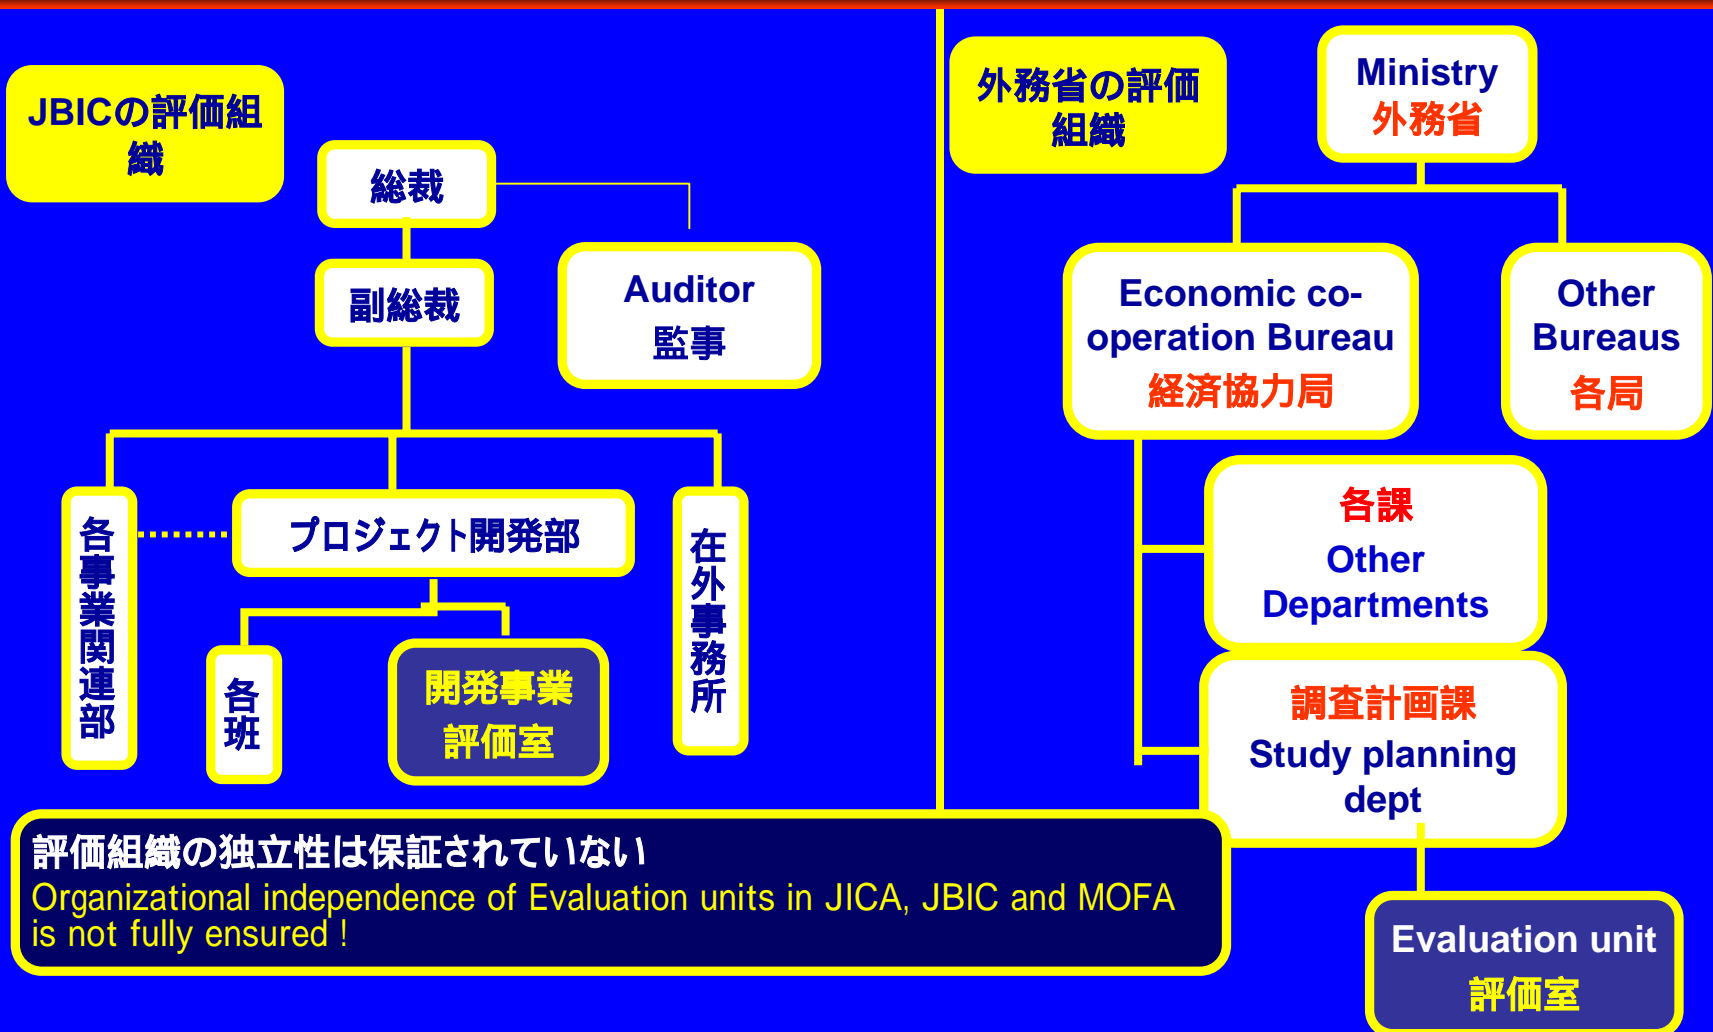 JBICの評価組
織
総裁
副総裁
Auditor
監事
各事業関連部
プロジェクト開発部
在外事務所
各班
開発事業
評価室
外務省の評価
組織
Ministry
外務省
Economic co-
operation Bureau
経済協力局
Other
Bureaus
各局
各課
Other
Departments
調査計画課
Study planning
dept
Evaluation unit
評価室
評価組織の独立性は保証されていない
Organizational independence of Evaluation units in JICA, JBIC and MOFA
is not fully ensured !